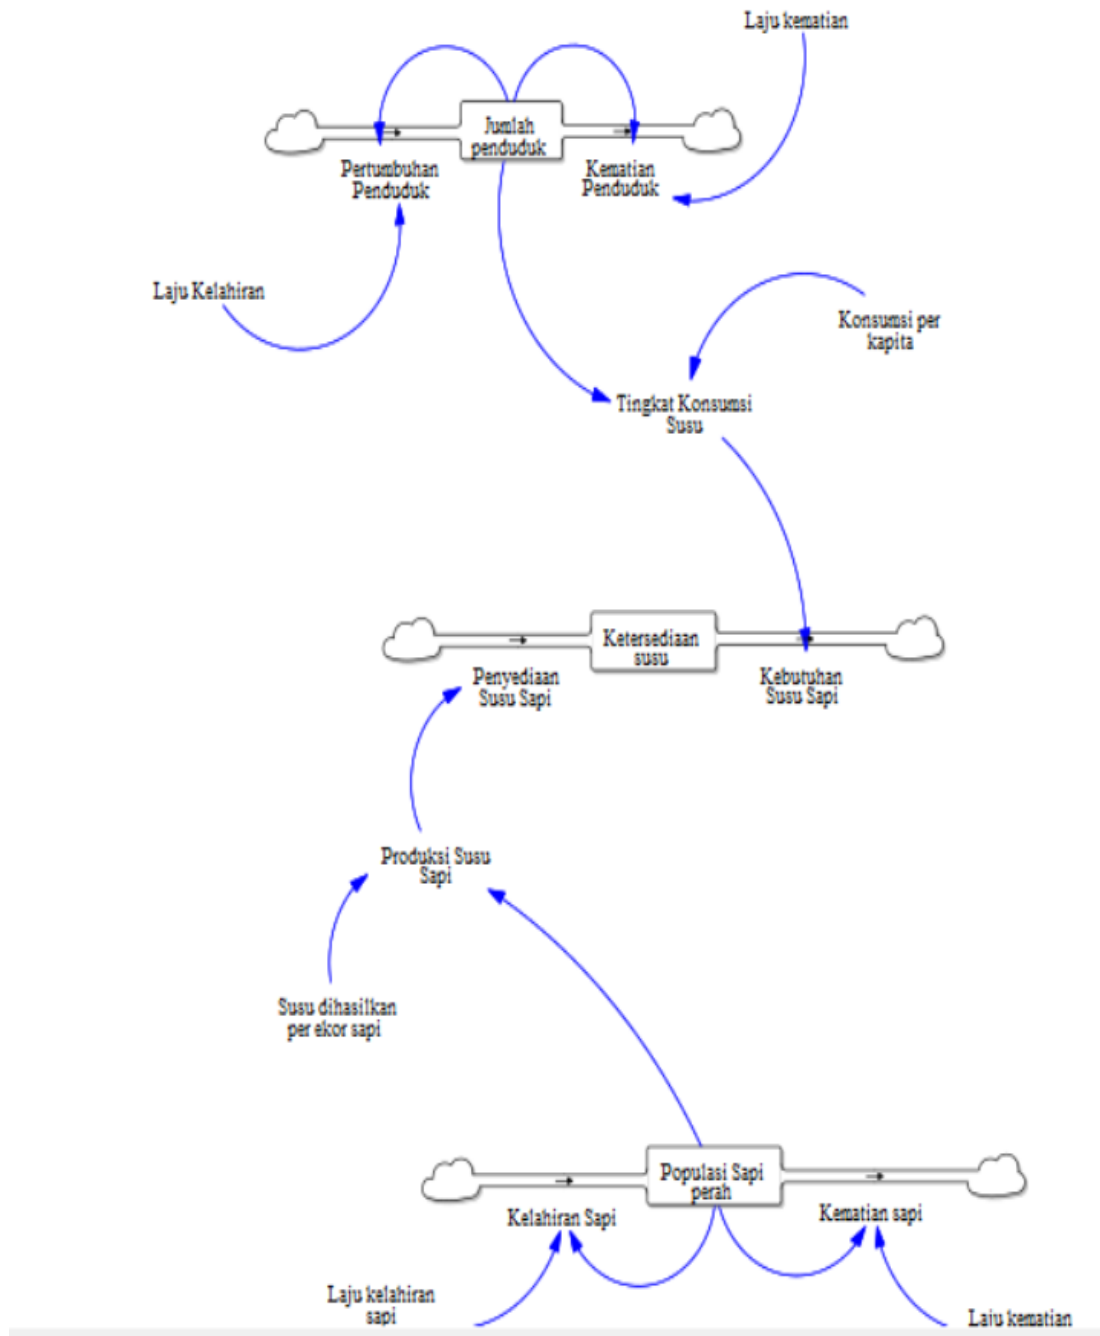 Laju kematian
Jumlah
penduduk
Pertumbuhan
Penduduk
Kematian
Penduduk
Laju Kelahiran
Konsumsi per
kapita
Tingkat Konsumsi
Susu
Ketersediaan
susu
Penyediaan
Susu Sapi
Kebutuhan
Susu Sapi
Produksi Susu
Sapi
Susu dihasilkan
per ekor sapi
Populasi Sapi
perah
Kelahiran Sapi
Kematian sapi
Laju kelahiran
sapi
Laju kematian